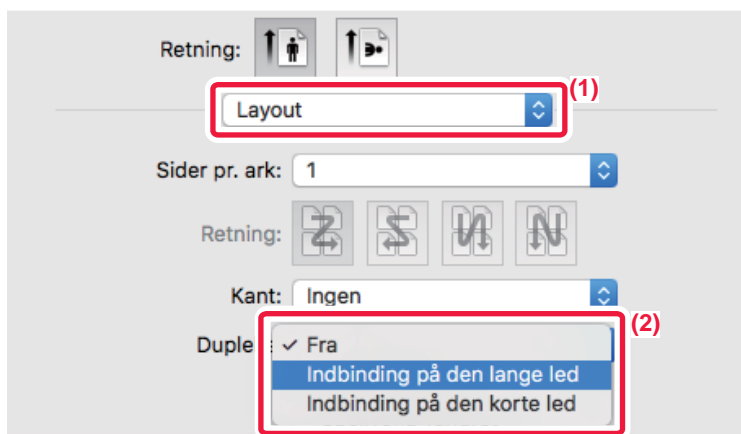 Retning:
(1)
Layout
Sider pr. ark: 1
Retning:
Kant: Ingen
(2)
✓ Fra
Indbinding på den lange led
Indbinding på den korte led